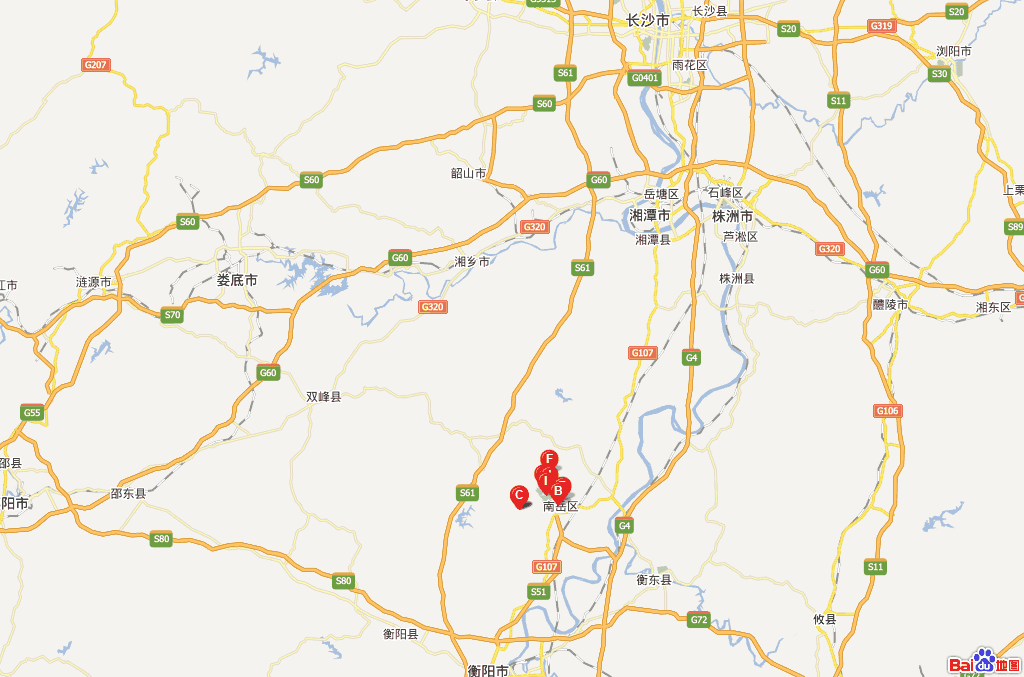 长沙市
长沙县
S20
G319
S20
浏阳市
G207
S61
雨花区
G0401
S30
S60
S11
韶山市
S60
G60
岳塘区
石峰区
上栗
S60
湘潭市
株洲市
G320
S89
湘潭县
芦淞区
G320
G60
湘乡市
S61
G60
江市
涟源市
娄底市
株洲县
醴陵市
湘东区
G320
S70
G107
G4
G60
双峰县
G55
G106
F
邵县
邵东县
S61
C
I
B
南岳区
阳市
G4
S80
G107
S11
S80
衡东县
S51
G72
攸县
衡阳县
衡阳市
Bai du 地图